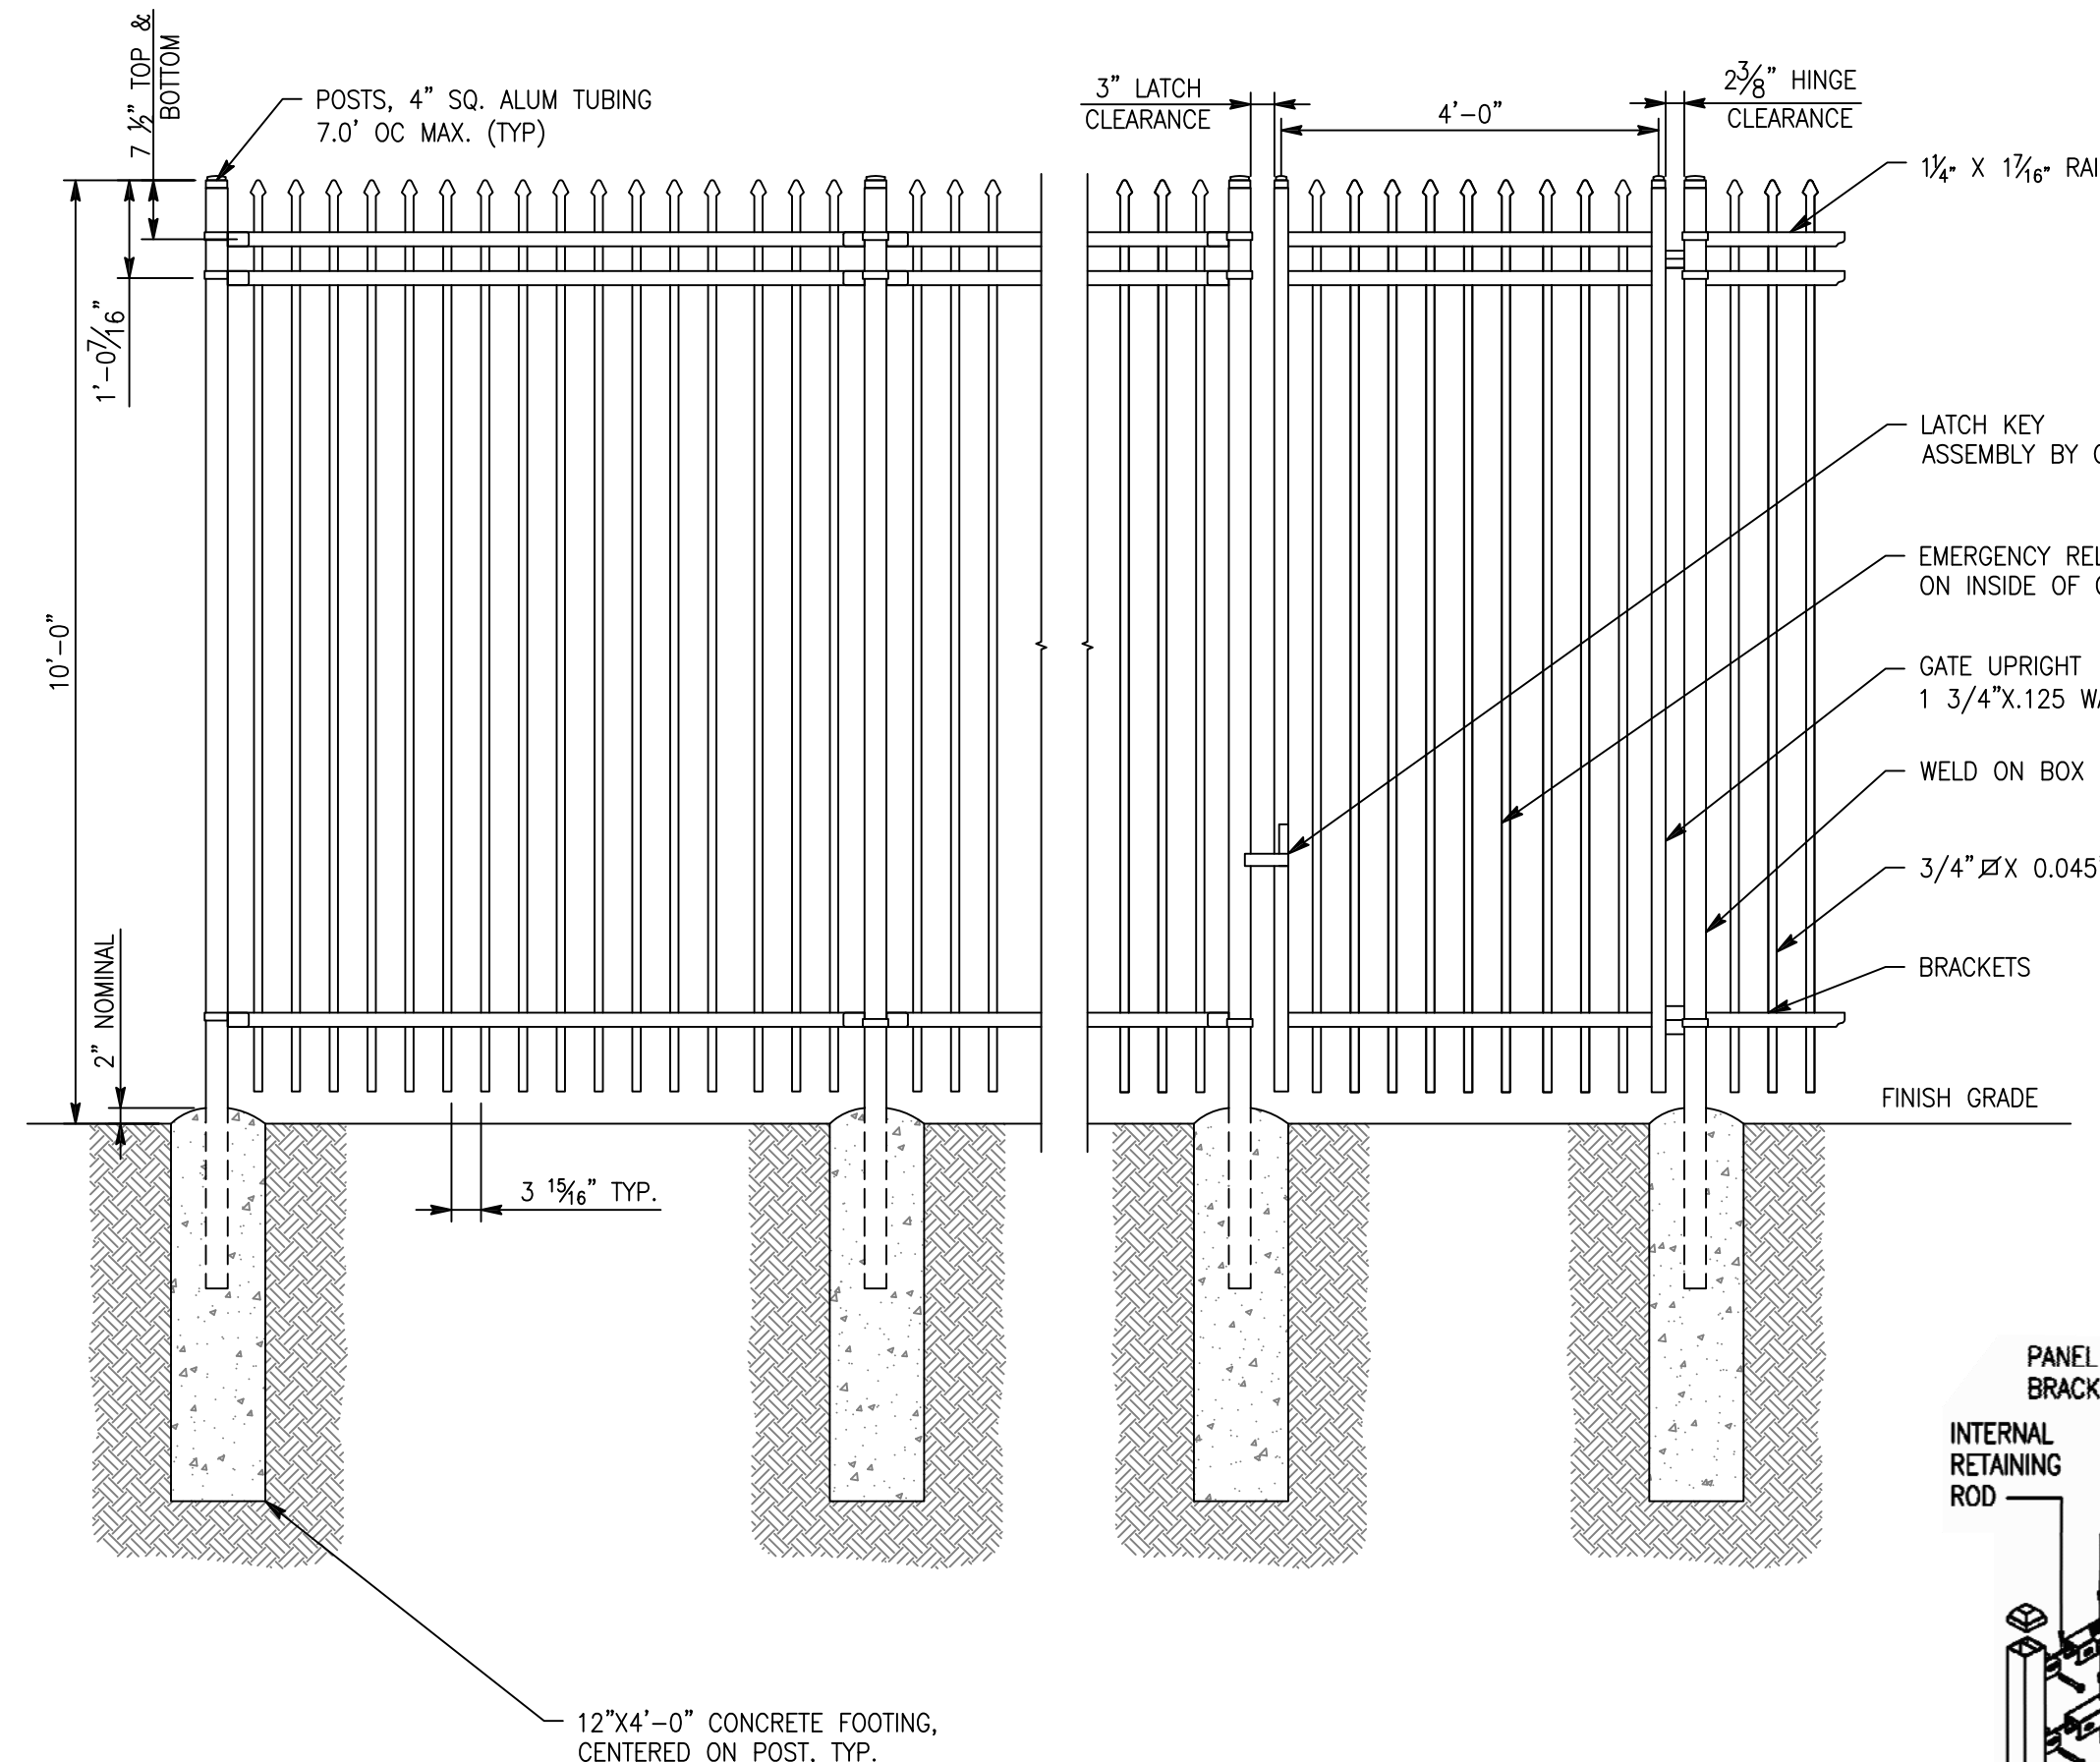 7 ½" TOP &
BOTTOM
POSTS, 4" SQ. ALUM TUBING
7.0' OC MAX. (TYP)
3" LATCH
CLEARANCE
4'-0"
2⅜" HINGE
CLEARANCE
1¼" X 1⁷⁄₁₆" RAI
1'-0⁷⁄₁₆"
10'-0"
LATCH KEY
ASSEMBLY BY
EMERGENCY REL
ON INSIDE OF
GATE UPRIGHT
1 3/4"X.125 WA
WELD ON BOX
3/4"⌷X 0.045
BRACKETS
2" NOMINAL
FINISH GRADE
3 ¹⁵⁄₁₆" TYP.
PANEL
BRACK
INTERNAL
RETAINING
ROD
12"X4'-0" CONCRETE FOOTING,
CENTERED ON POST, TYP.